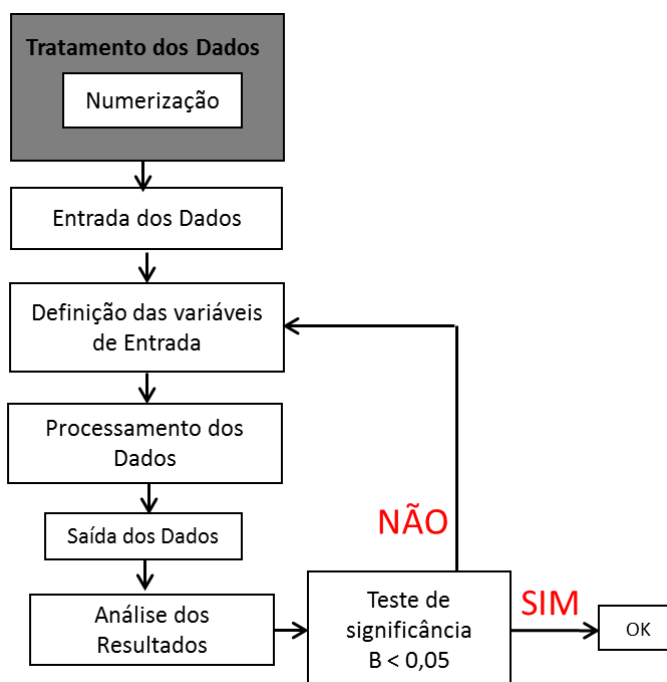 Tratamento dos Dados
Numerização
Entrada dos Dados
Definição das variáveis
de Entrada
Processamento dos
Dados
Saída dos Dados
Análise dos
Resultados
Teste de
significância
B < 0,05
NÃO
SIM
OK